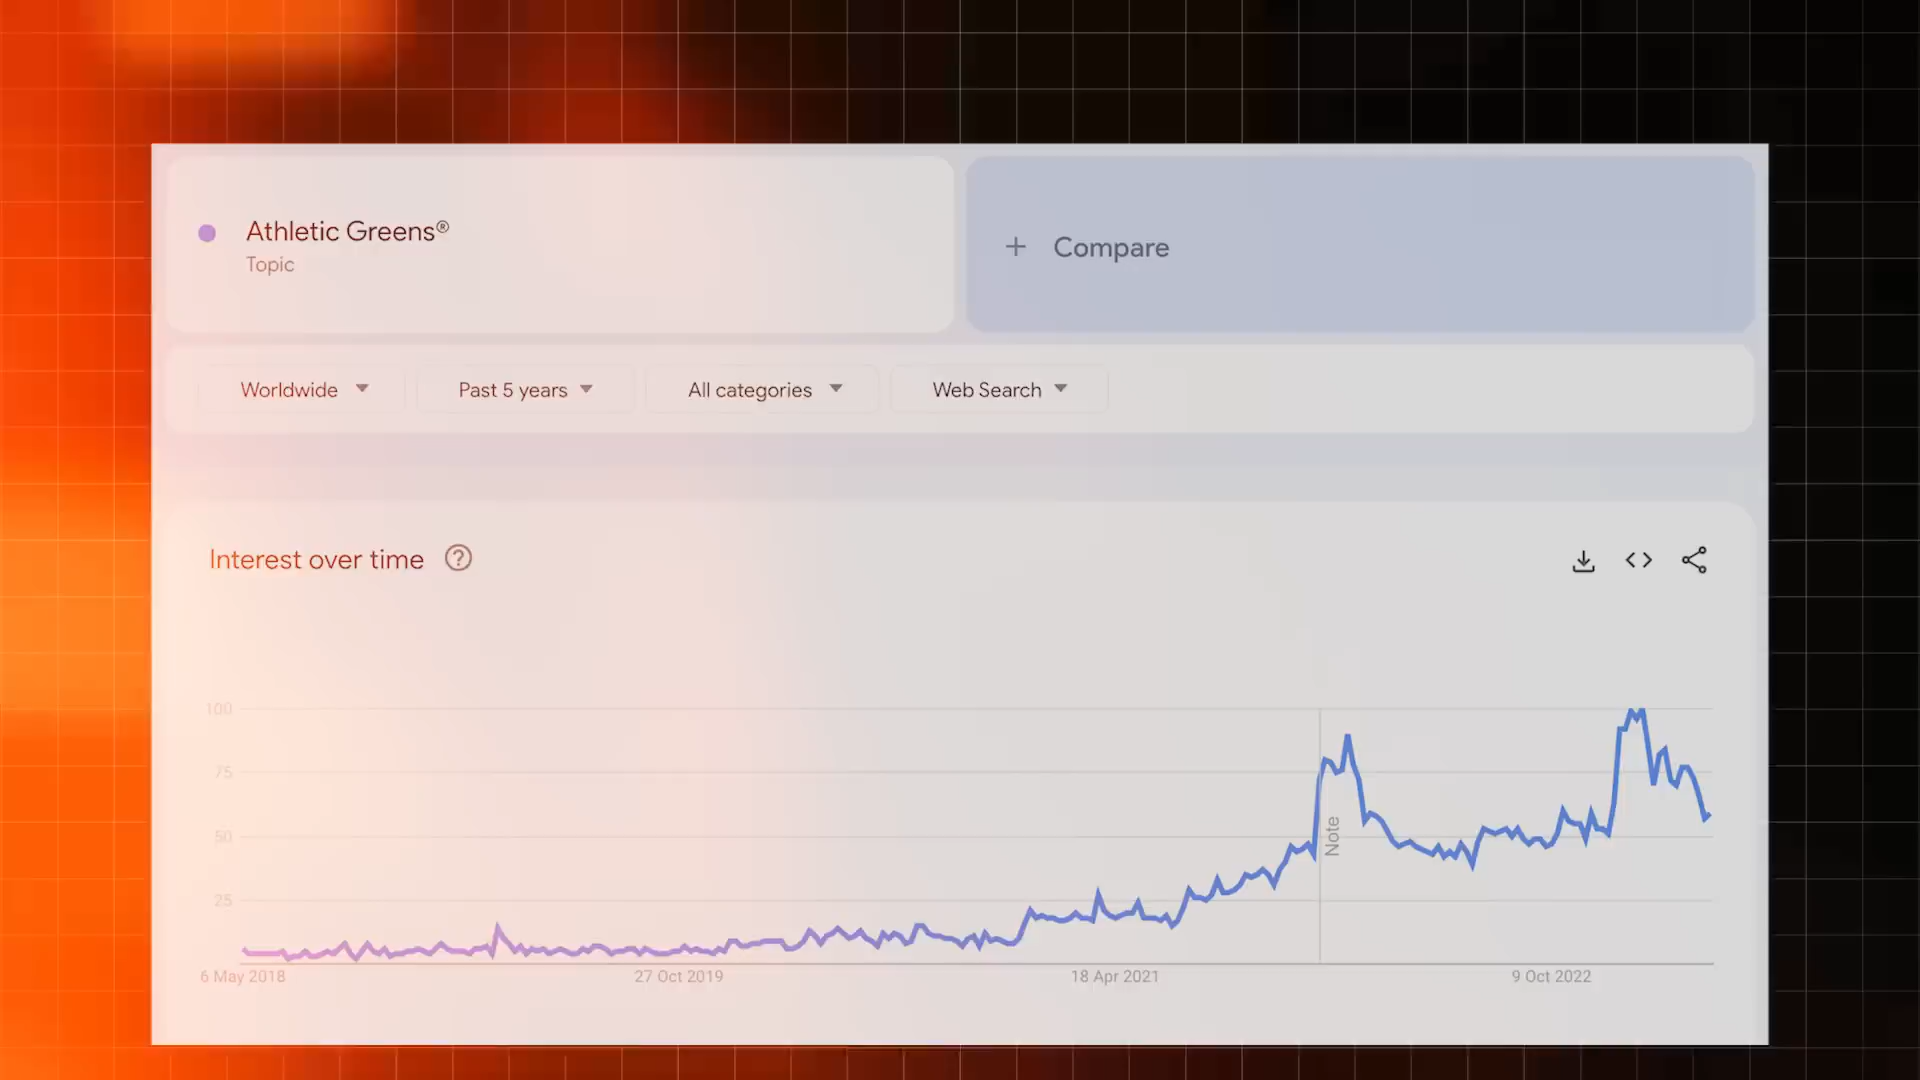 Athletic Greens®
Topic
+ Compare
Worldwide
Past 5 years
All categories
Web Search
Interest over time ?
100
75
50
25
Note
6 May 2018
27 Oct 2019
18 Apr 2021
9 Oct 2022